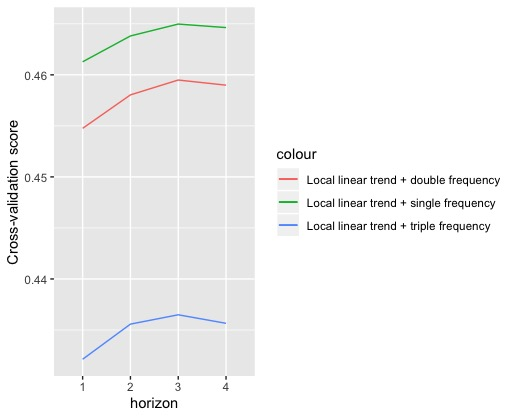 Cross-validation score
0.46
0.45
0.44
1 2 3 4
horizon
colour
Local linear trend + double frequency
Local linear trend + single frequency
Local linear trend + triple frequency